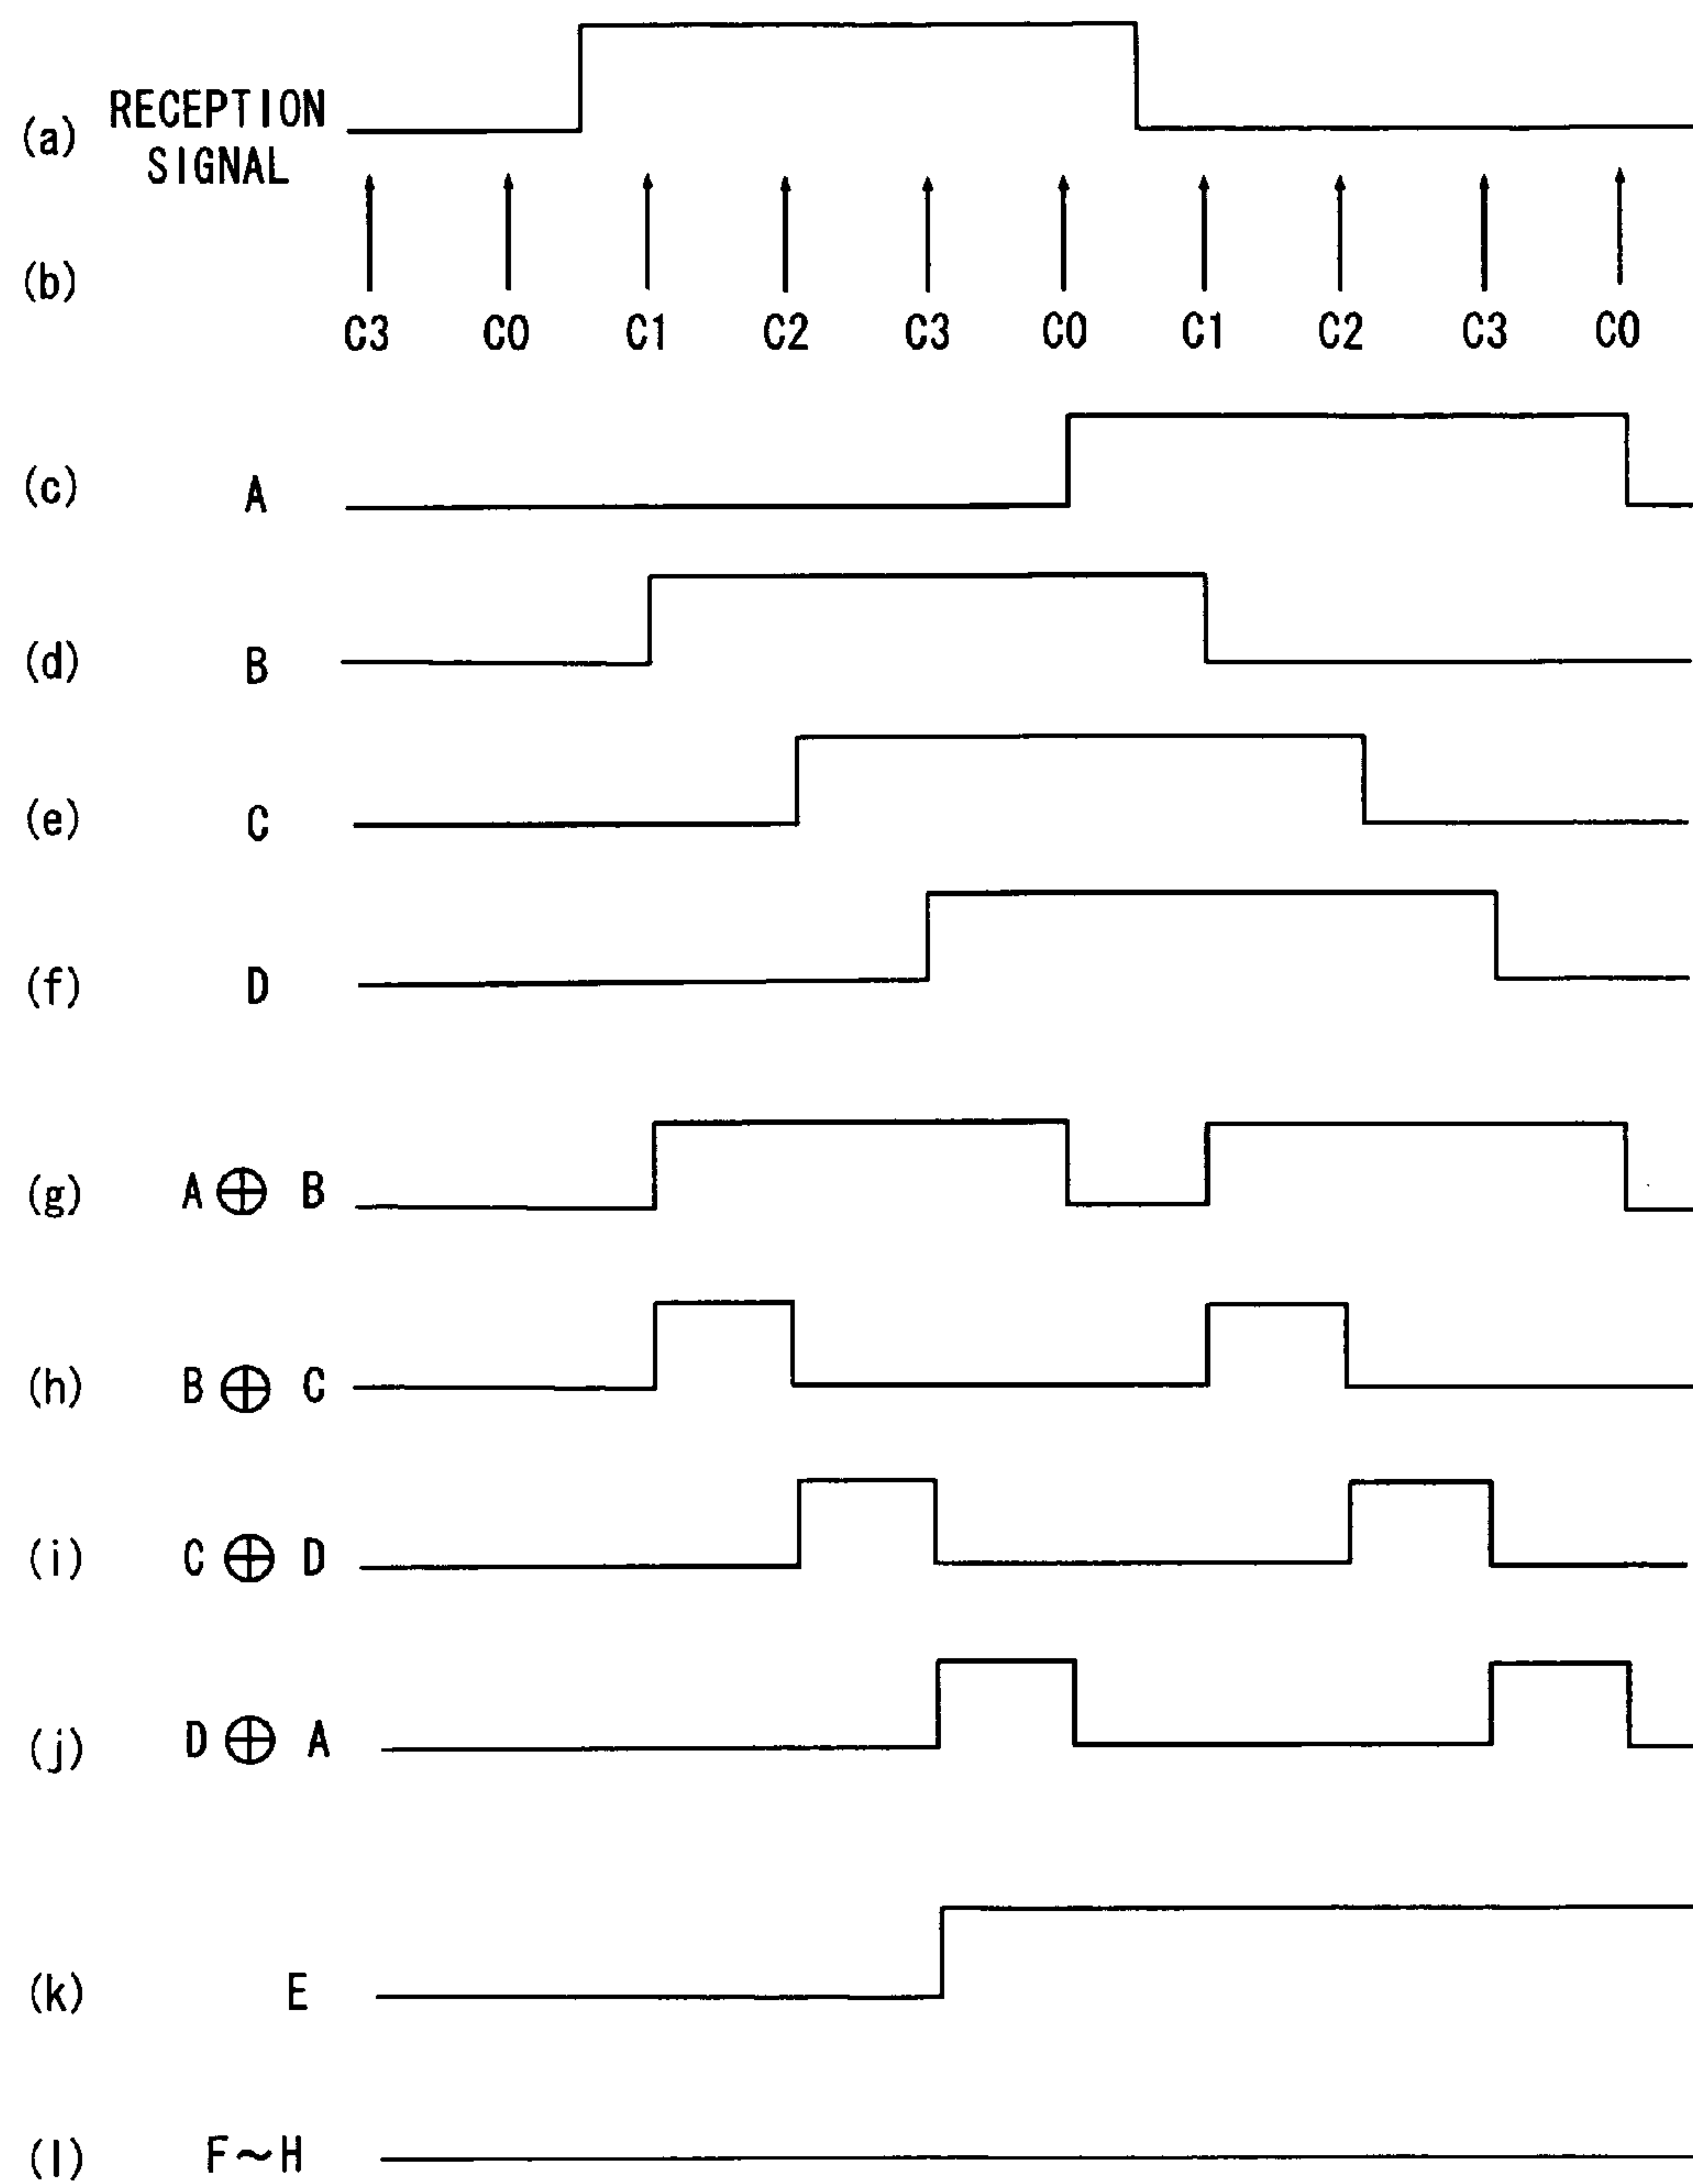 (a) RECEPTION
SIGNAL
(b)
C3 C0 C1 C2 C3 C0 C1 C2 C3 C0
(c) A
(d) B
(e) C
(f) D
(g) A ⊕ B
(h) B ⊕ C
(i) C ⊕ D
(j) D ⊕ A
(k) E
(l) F~H